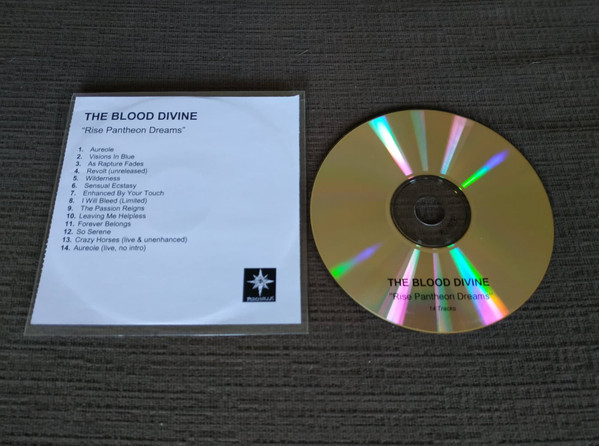 THE BLOOD DIVINE
"Rise Pantheon Dreams"
1. Aureole
2. Visions In Blue
3. As Rapture Fades
4. Revolt (unreleased)
5. Wilderness
6. Sensual Ecstasy
7. Enhanced By Your Touch
8. I Will Bleed (Limited)
9. The Passion Reigns
10. Leaving Me Helpless
11. Forever Belongs
12. So Serene
13. Crazy Horses (live & unenhanced)
14. Aureole (live, no intro)
THE BLOOD DIVINE
"Rise Pantheon Dreams
14 Tracks